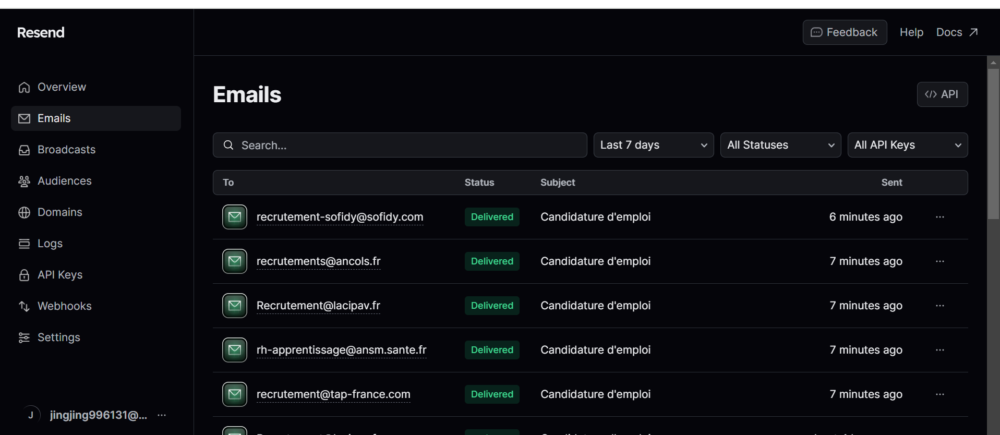 Resend
Feedback Help Docs
Overview
Emails
Broadcasts
Audiences
Domains
Logs
API Keys
Webhooks
Settings
J jingjing996131@... ...
Emails
API
Search...
Last 7 days
All Statuses
All API Keys
To Status Subject Sent
recrutement-sofidy@sofidy.com Delivered Candidature d'emploi 6 minutes ago ...
recrutements@ancols.fr Delivered Candidature d'emploi 7 minutes ago ...
Recrutement@lacipav.fr Delivered Candidature d'emploi 7 minutes ago ...
rh-apprentissage@ansm.sante.fr Delivered Candidature d'emploi 7 minutes ago ...
recrutement@tap-france.com Delivered Candidature d'emploi 7 minutes ago ...